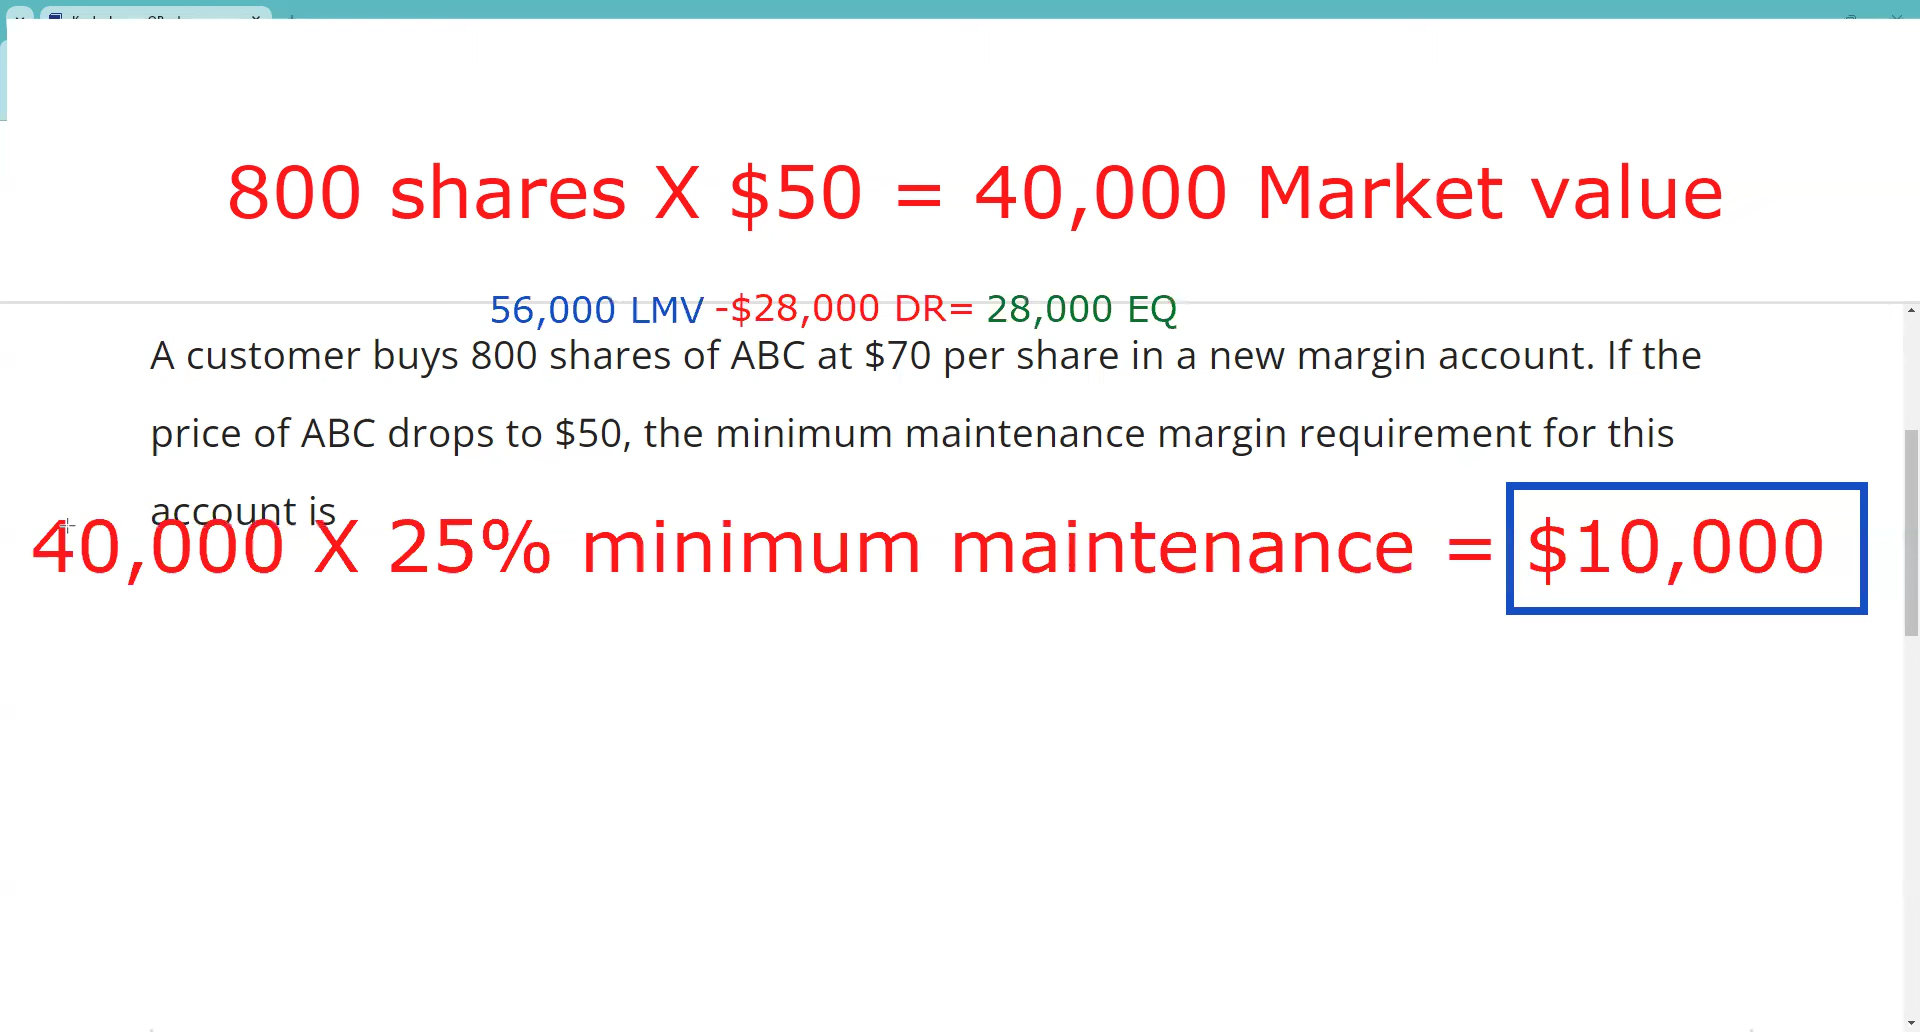 800 shares X $50 = 40,000 Market value
56,000 LMV -$28,000 DR= 28,000 EQ
A customer buys 800 shares of ABC at $70 per share in a new margin account. If the
price of ABC drops to $50, the minimum maintenance margin requirement for this
account is
40,000 X 25% minimum maintenance = $10,000